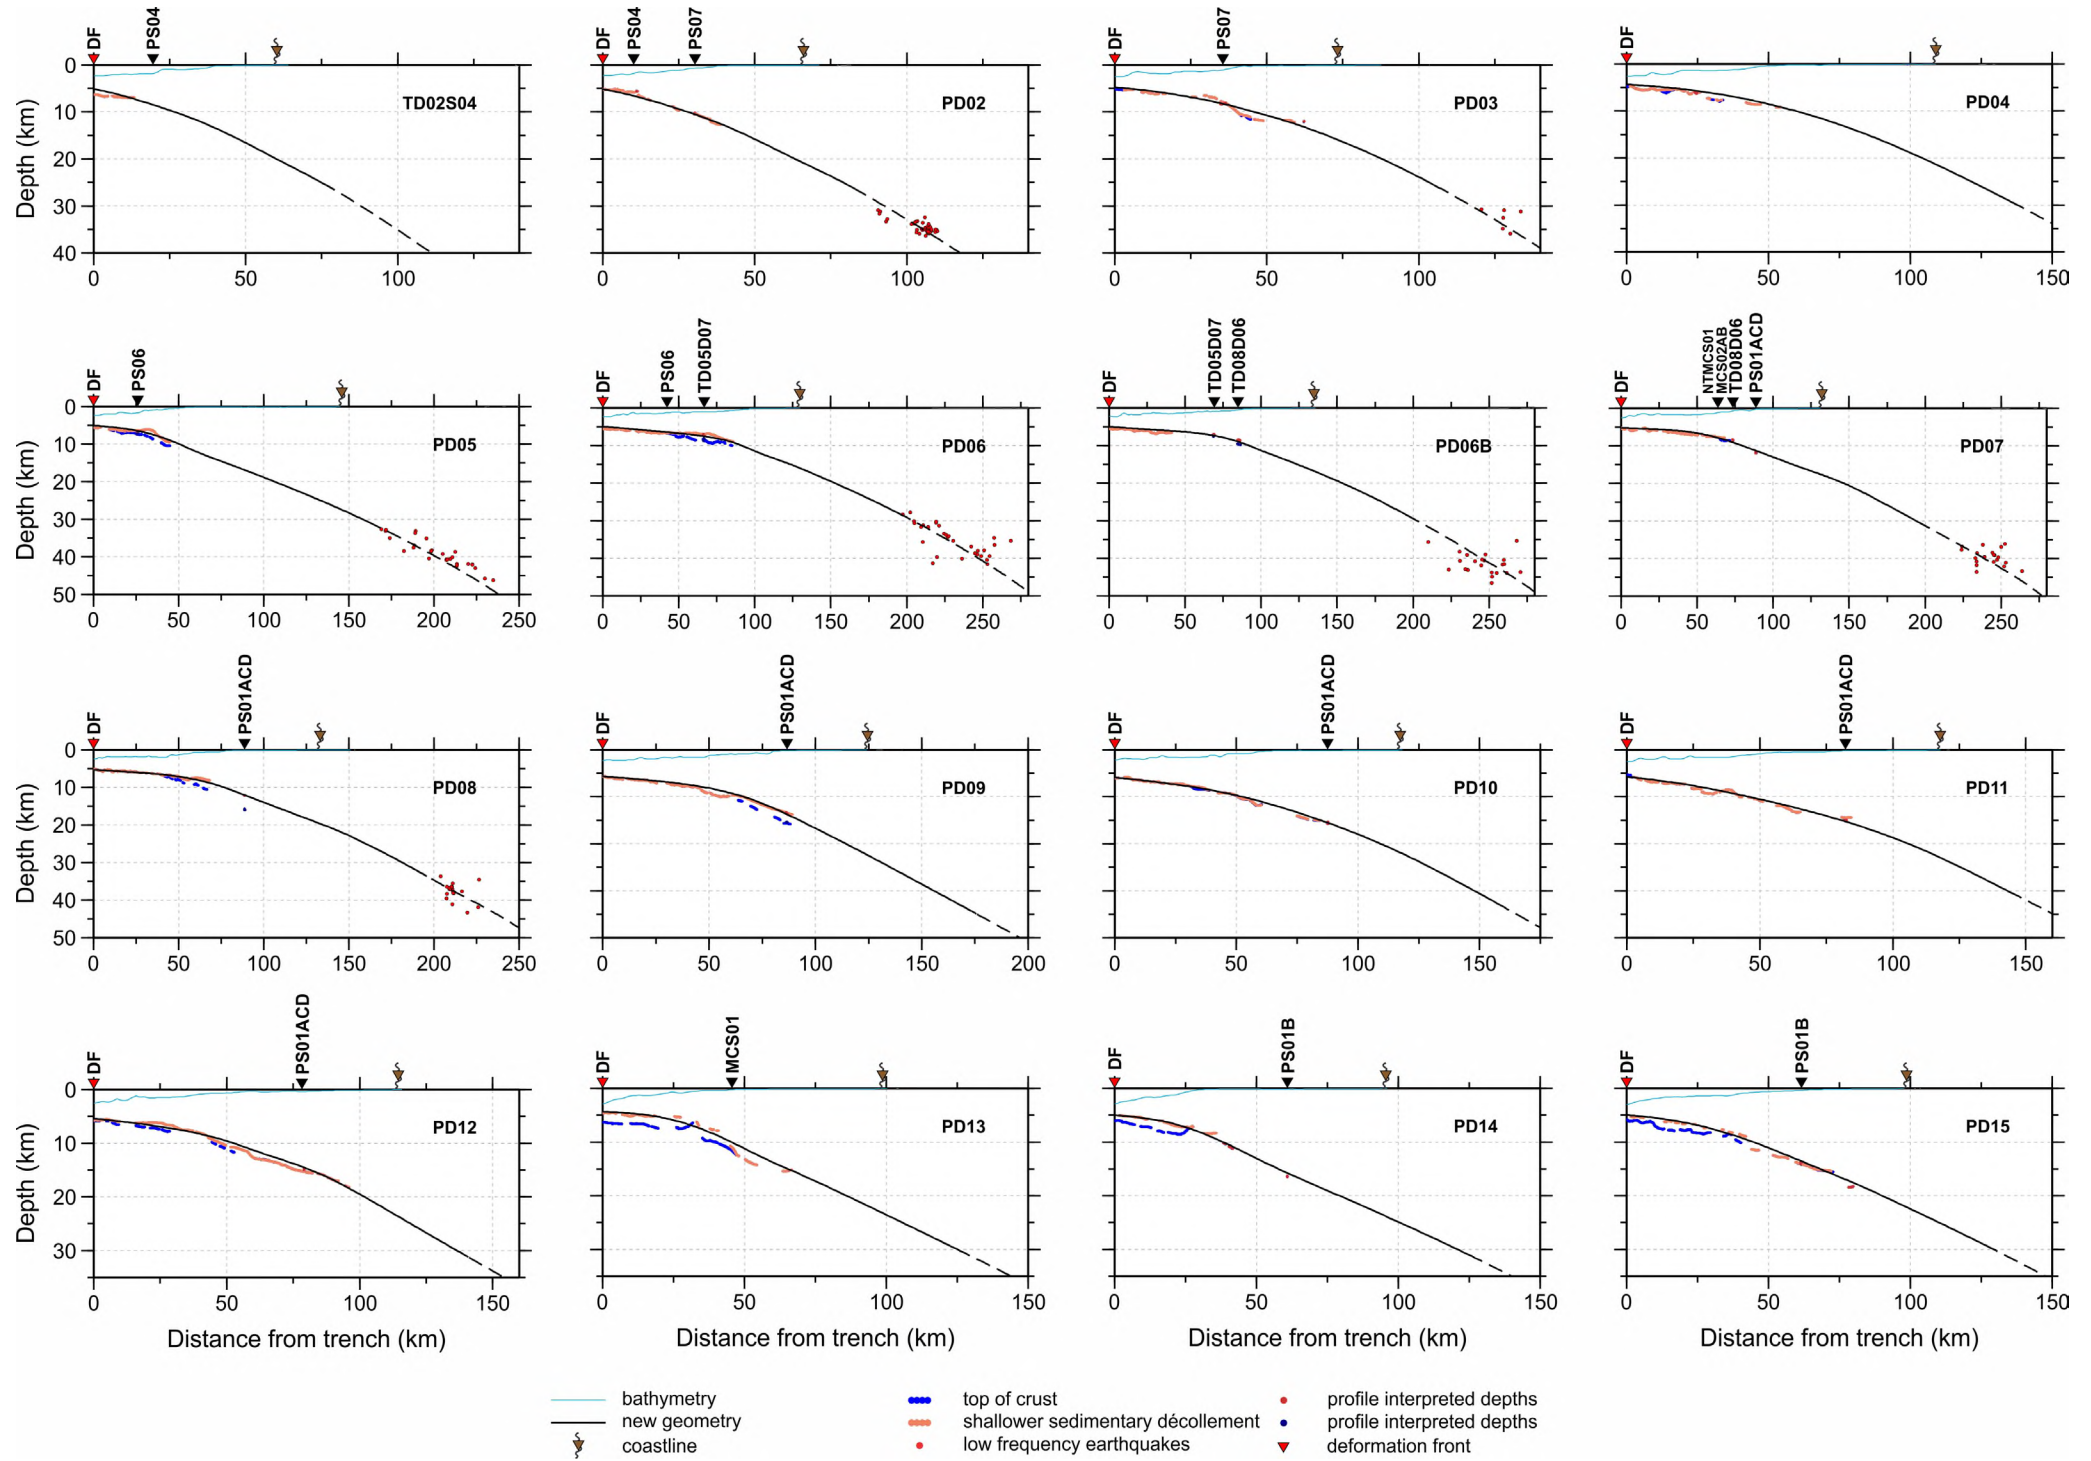 DF PS04 DF PS04 PS07 DF PS07 DF
0 10 20 30 40
Depth (km)
TD02S04 PD02 PD03 PD04
0 50 100 0 50 100 0 50 100 0 50 100 150
DF PS06 DF PS06 TD05D07 DF TD05D07 TD08D06 DF NTMCS01 MCS02AB TD08D06 PS01ACD
0 10 20 30 40 50
Depth (km)
PD05 PD06 PD06B PD07
0 50 100 150 200 250 0 50 100 150 200 250 0 50 100 150 200 250 0 50 100 150 200 250
DF PS01ACD DF PS01ACD DF PS01ACD DF PS01ACD
0 10 20 30 40 50
Depth (km)
PD08 PD09 PD10 PD11
0 50 100 150 200 250 0 50 100 150 200 0 50 100 150 0 50 100 150
DF PS01ACD DF MCS01 DF PS01B DF PS01B
0 10 20 30
Depth (km)
PD12 PD13 PD14 PD15
0 50 100 150 0 50 100 150 0 50 100 150 0 50 100 150
Distance from trench (km) Distance from trench (km) Distance from trench (km) Distance from trench (km)
bathymetry top of crust profile interpreted depths
new geometry shallower sedimentary décollement profile interpreted depths
coastline low frequency earthquakes deformation front